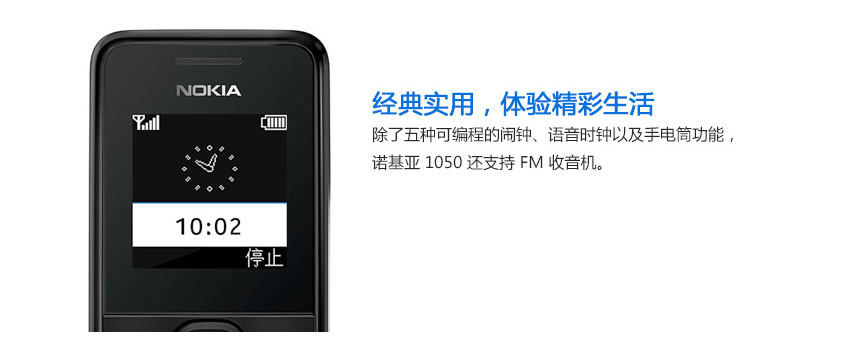 NOKIA
10:02
停止
经典实用，体验精彩生活
除了五种可编程的闹钟、语音时钟以及手电筒功能，
诺基亚 1050 还支持 FM 收音机。